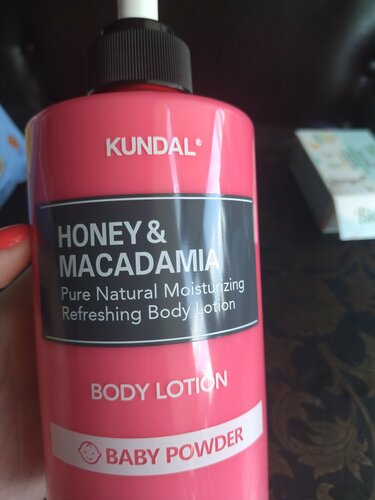 KUNDAL®
HONEY &
MACADAMIA
Pure Natural Moisturizing
Refreshing Body Lotion
BODY LOTION
BABY POWDER